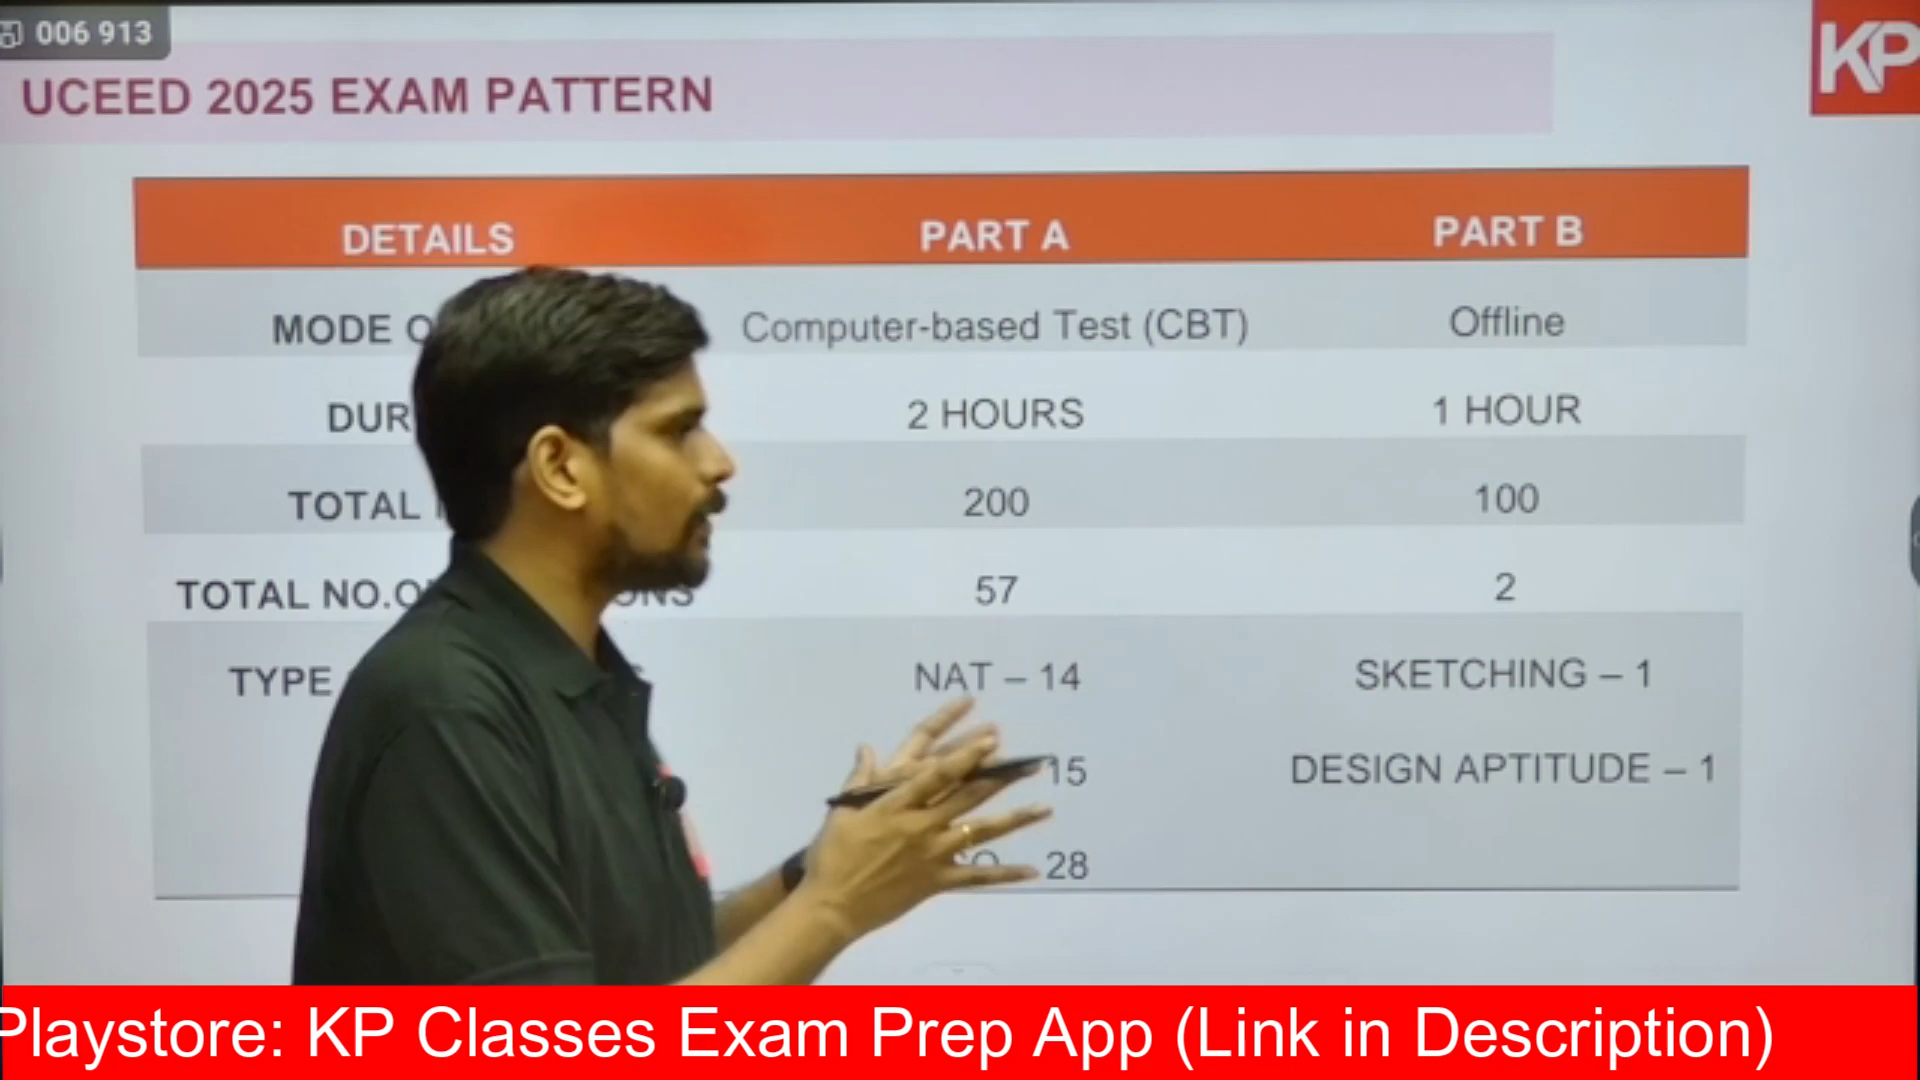 006 913
KP
UCEED 2025 EXAM PATTERN
DETAILS PART A PART B
MODE Computer-based Test (CBT) Offline
2 HOURS 1 HOUR
TOTAL 200 100
TOTAL NO. 57 2
TYPE NAT – 14 SKETCHING – 1
15 DESIGN APTITUDE – 1
– 28
Playstore: KP Classes Exam Prep App (Link in Description)